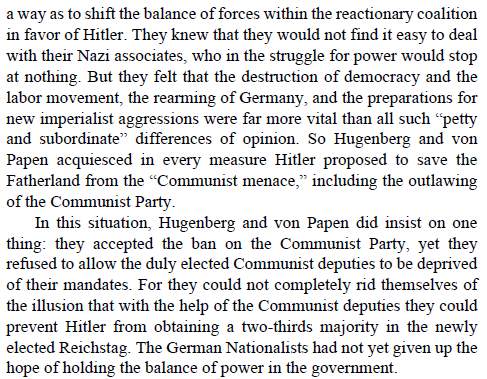 a way as to shift the balance of forces within the reactionary coalition
in favor of Hitler. They knew that they would not find it easy to deal
with their Nazi associates, who in the struggle for power would stop
at nothing. But they felt that the destruction of democracy and the
labor movement, the rearming of Germany, and the preparations for
new imperialist aggressions were far more vital than all such “petty
and subordinate” differences of opinion. So Hugenberg and von
Papen acquiesced in every measure Hitler proposed to save the
Fatherland from the “Communist menace,” including the outlawing
of the Communist Party.
In this situation, Hugenberg and von Papen did insist on one
thing: they accepted the ban on the Communist Party, yet they
refused to allow the duly elected Communist deputies to be deprived
of their mandates. For they could not completely rid themselves of
the illusion that with the help of the Communist deputies they could
prevent Hitler from obtaining a two-thirds majority in the newly
elected Reichstag. The German Nationalists had not yet given up the
hope of holding the balance of power in the government.